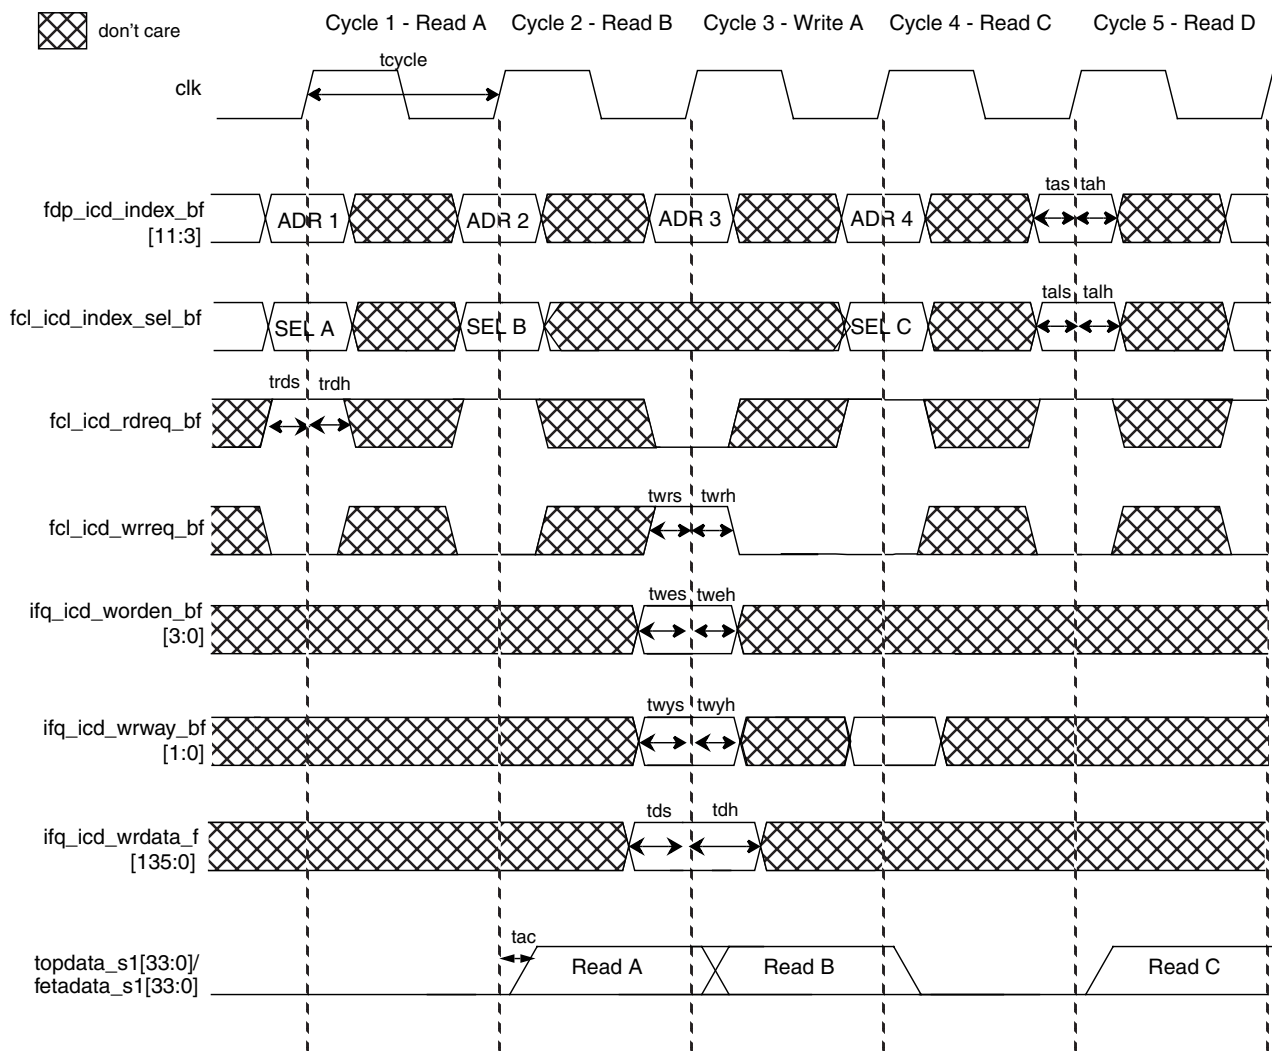 don't care
Cycle 1 - Read A Cycle 2 - Read B Cycle 3 - Write A Cycle 4 - Read C Cycle 5 - Read D
tcycle
clk
tas tah
fdp_icd_index_bf
[11:3]
ADR 1 ADR 2 ADR 3 ADR 4
tals talh
fcl_icd_index_sel_bf
SEL A SEL B SEL C
trds trdh
fcl_icd_rdreq_bf
twrs twrh
fcl_icd_wrreq_bf
twes tweh
ifq_icd_worden_bf
[3:0]
twys twyh
ifq_icd_wrway_bf
[1:0]
tds tdh
ifq_icd_wrdata_f
[135:0]
tac
topdata_s1[33:0]/
fetadata_s1[33:0]
Read A Read B Read C